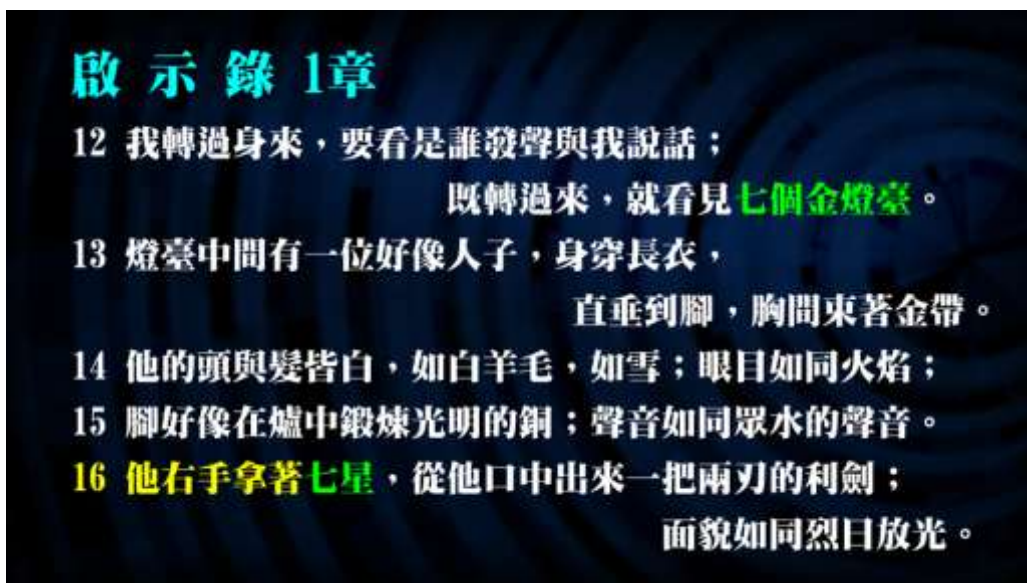 啟 示 錄 1章
12 我轉過身來，要看是誰發聲與我說話；
既轉過來，就看見七個金燈臺。
13 燈臺中間有一位好像人子，身穿長衣，
直垂到腳，胸間束著金帶。
14 他的頭與髮皆白，如白羊毛，如雪；眼目如同火焰；
15 腳好像在爐中鍛煉光明的銅；聲音如同眾水的聲音。
16 他右手拿著七星，從他口中出來一把兩刃的利劍；
面貌如同烈日放光。